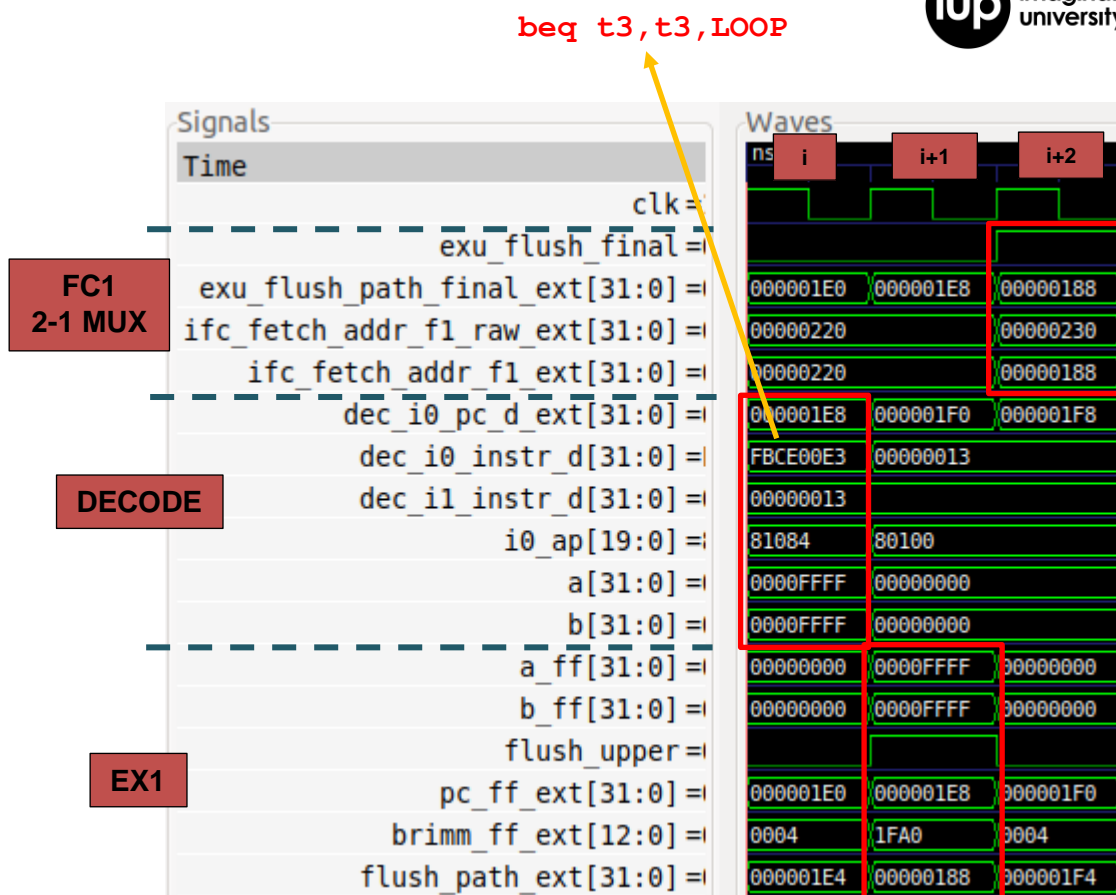 iup
university
beq t3,t3,LOOP
Signals
Waves
Time
ns
i
i+1
i+2
clk=
exu_flush_final=
FC1
2-1 MUX
exu_flush_path_final_ext[31:0]=
000001E0 000001E8 00000188
ifc_fetch_addr_f1_raw_ext[31:0]=
00000220 00000230
ifc_fetch_addr_f1_ext[31:0]=
00000220 00000188
DECODE
dec_i0_pc_d_ext[31:0]=
000001E8 000001F0 000001F8
dec_i0_instr_d[31:0]=
FBCE00E3 00000013
dec_i1_instr_d[31:0]=
00000013
i0_ap[19:0]=
81084 80100
a[31:0]=
0000FFFF 00000000
b[31:0]=
0000FFFF 00000000
EX1
a_ff[31:0]=
00000000 0000FFFF 00000000
b_ff[31:0]=
00000000 0000FFFF 00000000
flush_upper=
pc_ff_ext[31:0]=
000001E0 000001E8 000001F0
brimm_ff_ext[12:0]=
0004 1FA0 0004
flush_path_ext[31:0]=
000001E4 00000188 000001F4